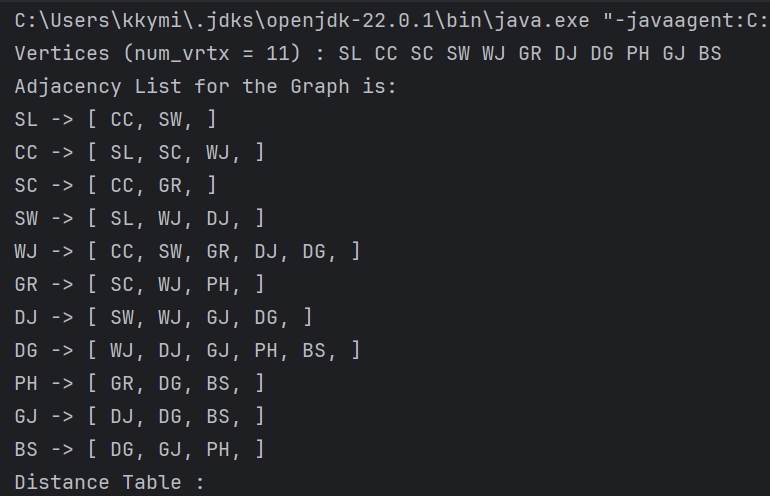 C:\Users\kkymi\.jdks\openjdk-22.0.1\bin\java.exe "-javaagent:C:
Vertices (num_vrtx = 11) : SL CC SC SW WJ GR DJ DG PH GJ BS
Adjacency List for the Graph is:
SL -> [ CC, SW, ]
CC -> [ SL, SC, WJ, ]
SC -> [ CC, GR, ]
SW -> [ SL, WJ, DJ, ]
WJ -> [ CC, SW, GR, DJ, DG, ]
GR -> [ SC, WJ, PH, ]
DJ -> [ SW, WJ, GJ, DG, ]
DG -> [ WJ, DJ, GJ, PH, BS, ]
PH -> [ GR, DG, BS, ]
GJ -> [ DJ, DG, BS, ]
BS -> [ DG, GJ, PH, ]
Distance Table :